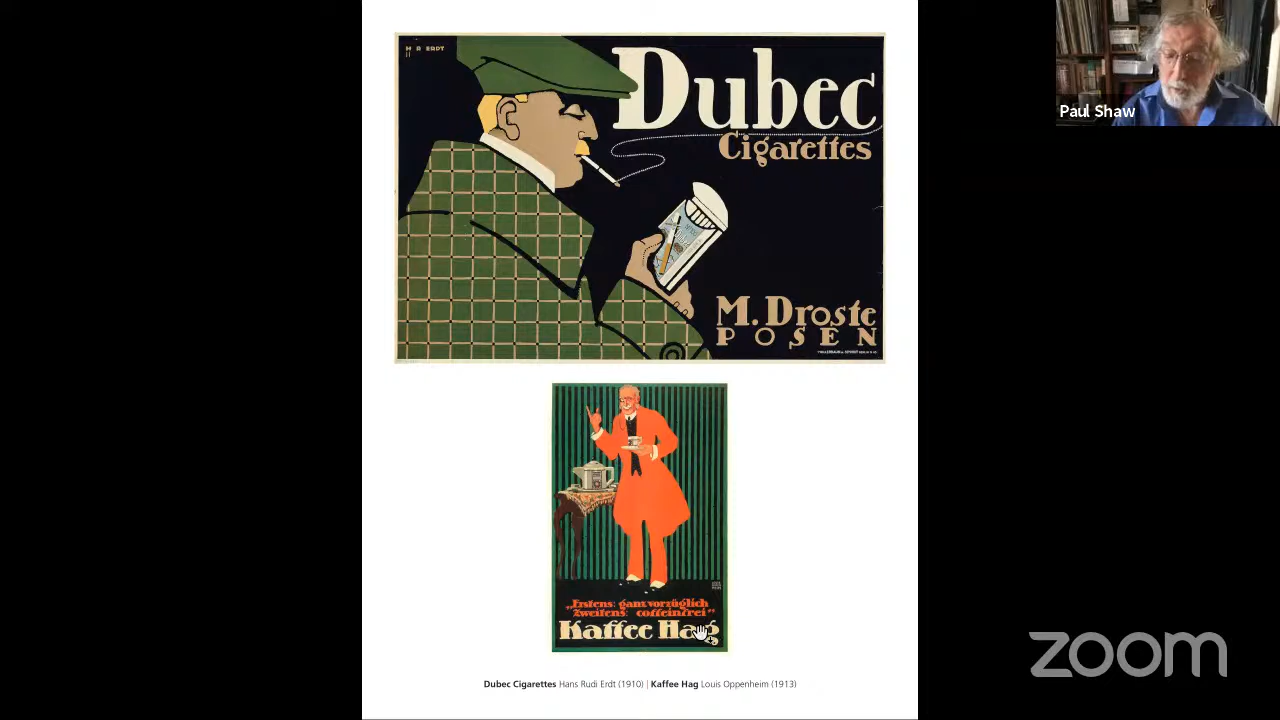 H R ERDT
Dubec
Cigarettes
M. Droste
POSEN
Paul Shaw
„Erstens: ganz vorzüglich
Zweitens: coffeinfrei”
Kaffee Hag
Dubec Cigarettes Hans Rudi Erdt (1910) | Kaffee Hag Louis Oppenheim (1913)
zoom